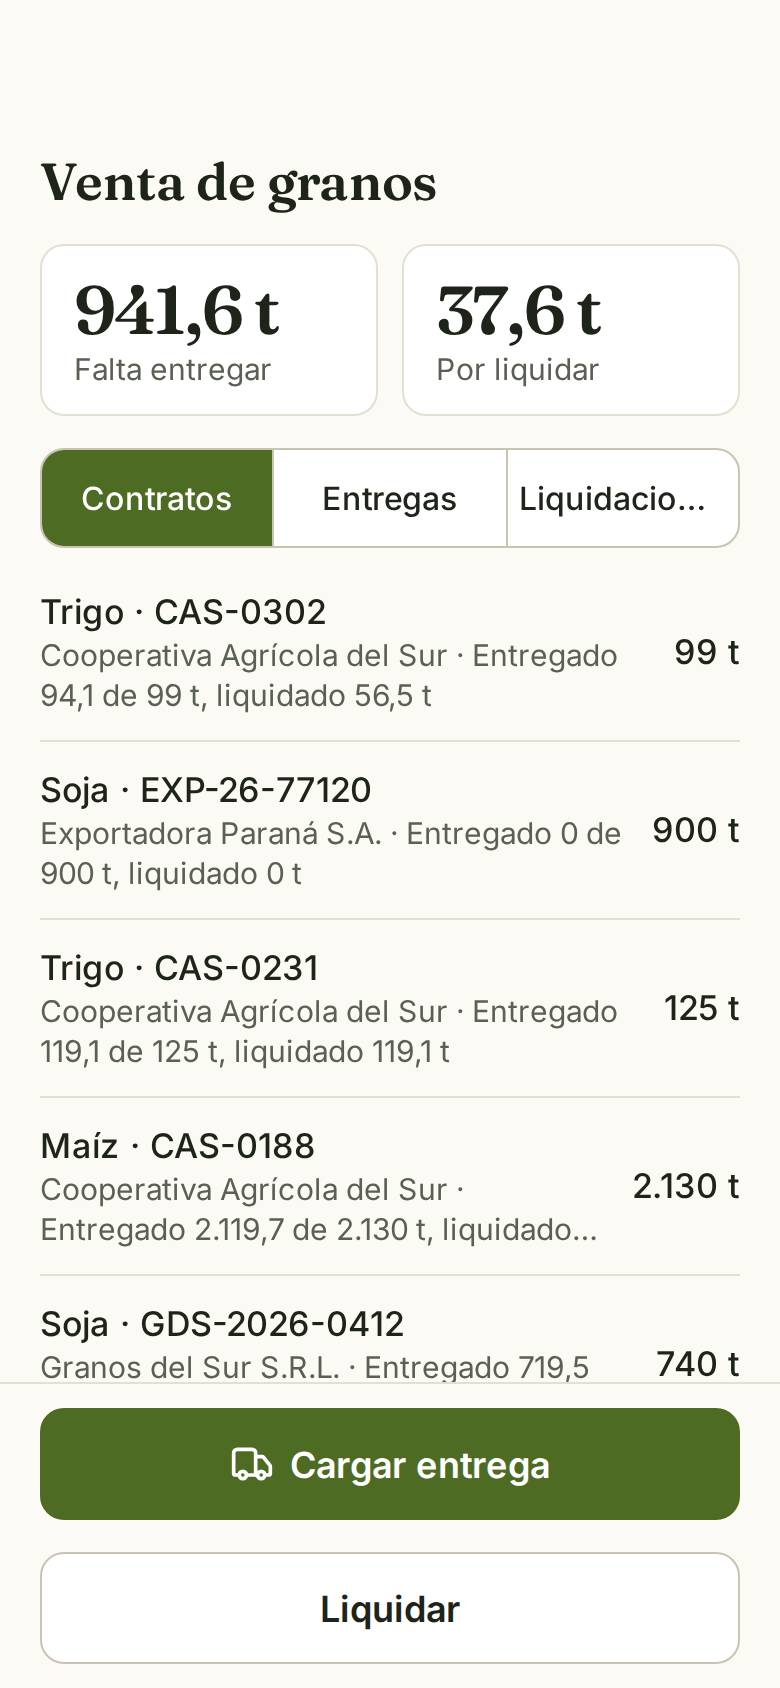 Venta de granos
941,6 t
Falta entregar
37,6 t
Por liquidar
Contratos
Entregas
Liquidacio...
Trigo · CAS-0302
Cooperativa Agrícola del Sur · Entregado
94,1 de 99 t, liquidado 56,5 t
99 t
Soja · EXP-26-77120
Exportadora Paraná S.A. · Entregado 0 de
900 t, liquidado 0 t
900 t
Trigo · CAS-0231
Cooperativa Agrícola del Sur · Entregado
119,1 de 125 t, liquidado 119,1 t
125 t
Maíz · CAS-0188
Cooperativa Agrícola del Sur ·
Entregado 2.119,7 de 2.130 t, liquidado...
2.130 t
Soja · GDS-2026-0412
Granos del Sur S.R.L. · Entregado 719,5
740 t
Cargar entrega
Liquidar